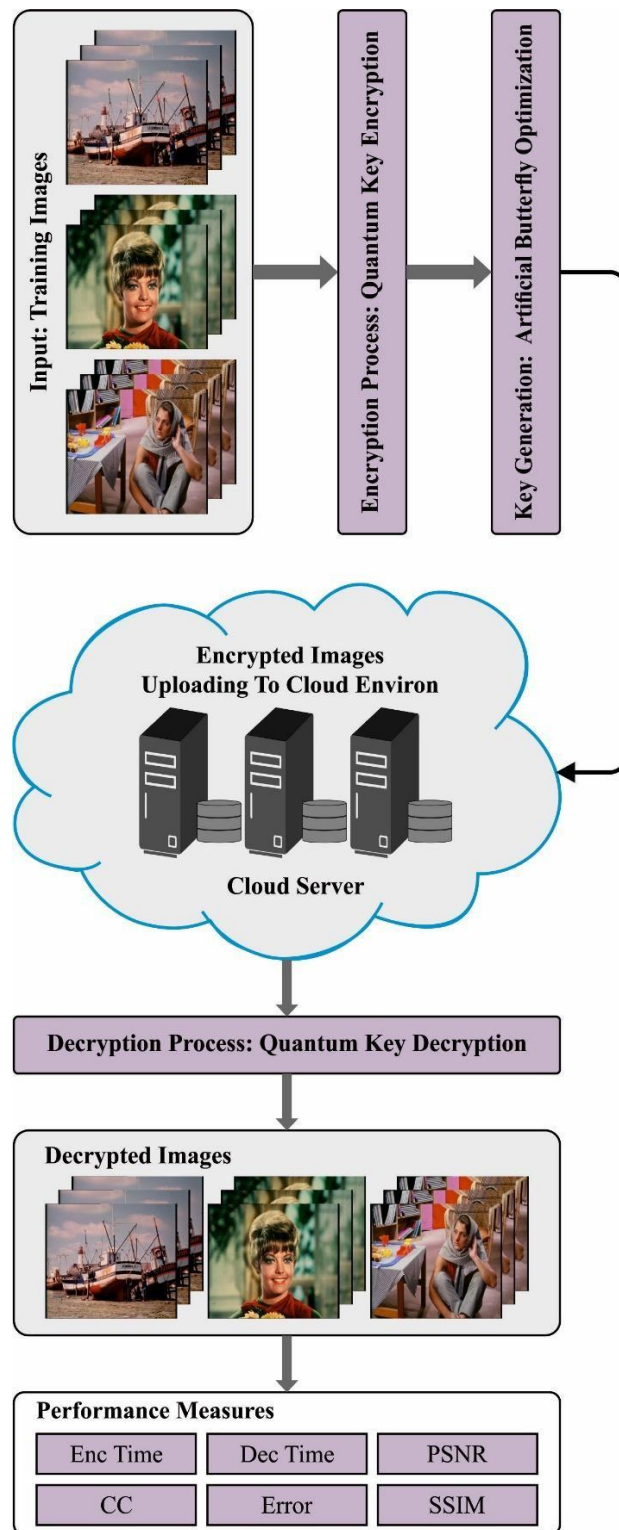 Input: Training Images
Encryption Process: Quantum Key Encryption
Key Generation: Artificial Butterfly Optimization
Encrypted Images
Uploading To Cloud Environ
Cloud Server
Decryption Process: Quantum Key Decryption
Decrypted Images
Performance Measures
Enc Time
Dec Time
PSNR
CC
Error
SSIM